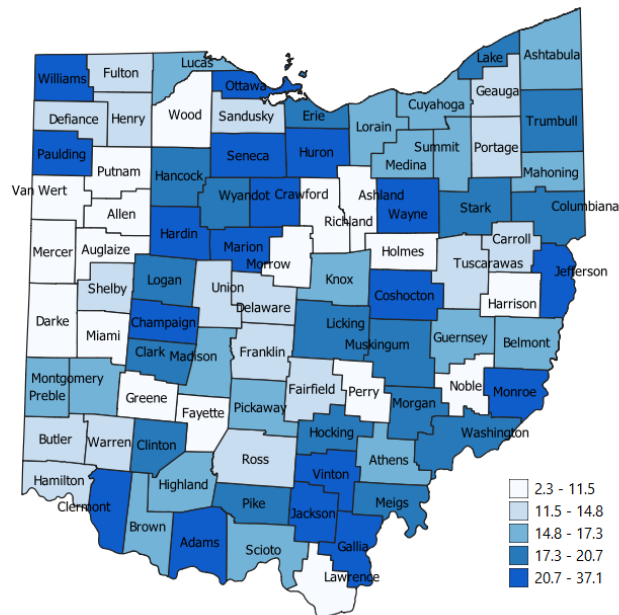 Lake
Ashtabula
Lucas
Fulton
Williams
Ottawa
Geauga
Cuyahoga
Wood
Sandusky
Erie
Defiance
Henry
Lorain
Trumbull
Summit
Portage
Paulding
Seneca
Huron
Medina
Putnam
Hancock
Mahoning
Van Wert
Wyandot
Crawford
Ashland
Wayne
Stark
Columbiana
Allen
Richland
Hardin
Marion
Carroll
Mercer
Auglaize
Morrow
Holmes
Tuscarawas
Jefferson
Logan
Knox
Shelby
Union
Coshocton
Harrison
Delaware
Darke
Champaign
Licking
Miami
Muskingum
Guernsey
Belmont
Clark
Madison
Franklin
Montgomery
Fairfield
Perry
Noble
Preble
Greene
Monroe
Fayette
Pickaway
Morgan
Butler
Warren
Clinton
Hocking
Washington
Ross
Athens
Hamilton
Vinton
Highland
Clermont
Pike
Meigs
Jackson
Brown
Adams
Scioto
Gallia
Lawrence
2.3 - 11.5
11.5 - 14.8
14.8 - 17.3
17.3 - 20.7
20.7 - 37.1